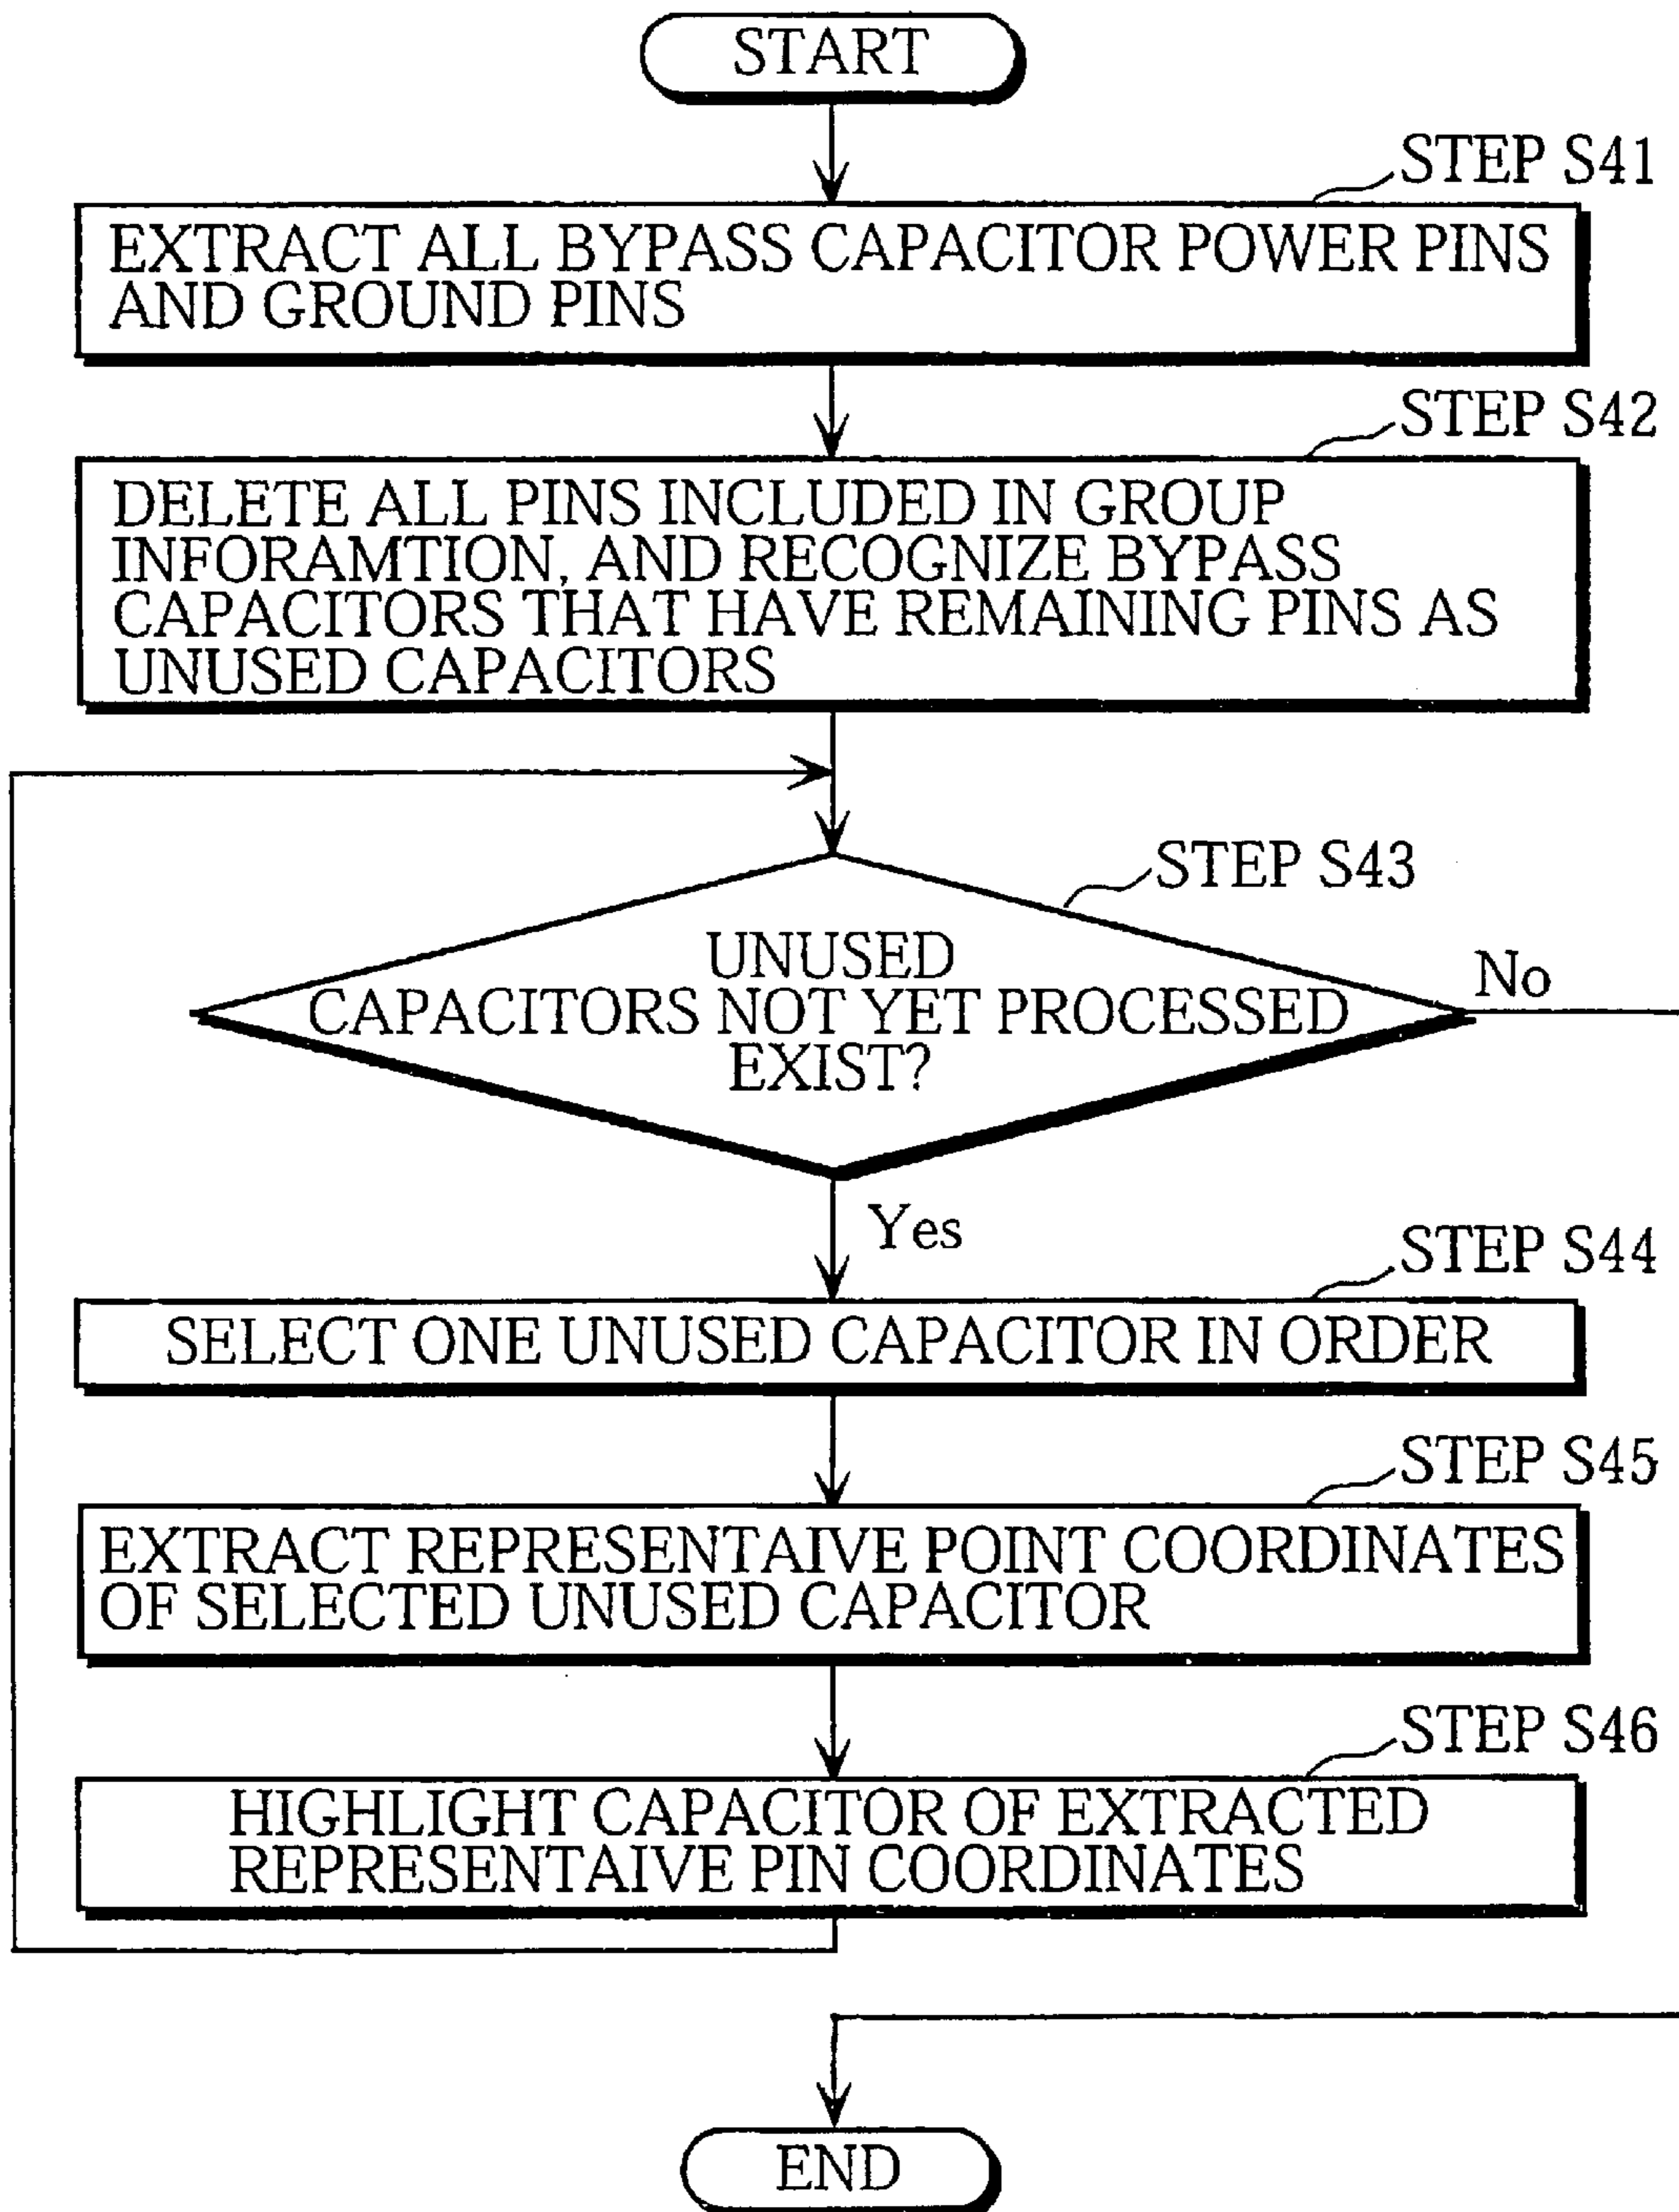 START
STEP S41
EXTRACT ALL BYPASS CAPACITOR POWER PINS
AND GROUND PINS
STEP S42
DELETE ALL PINS INCLUDED IN GROUP
INFORAMTION, AND RECOGNIZE BYPASS
CAPACITORS THAT HAVE REMAINING PINS AS
UNUSED CAPACITORS
STEP S43
UNUSED
CAPACITORS NOT YET PROCESSED
EXIST?
No
Yes
STEP S44
SELECT ONE UNUSED CAPACITOR IN ORDER
STEP S45
EXTRACT REPRESENTAIVE POINT COORDINATES
OF SELECTED UNUSED CAPACITOR
STEP S46
HIGHLIGHT CAPACITOR OF EXTRACTED
REPRESENTAIVE PIN COORDINATES
END